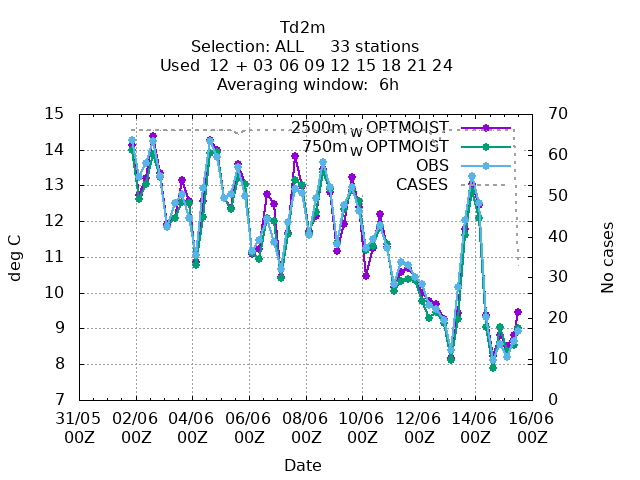 Td2m
Selection: ALL 33 stations
Used 12 + 03 06 09 12 15 18 21 24
Averaging window: 6h
2500m W OPTMOIST
750m W OPTMOIST
OBS
CASES
15
14
13
12
11
10
9
8
7
deg C
70
60
50
40
30
20
10
0
No cases
31/05 02/06 04/06 06/06 08/06 10/06 12/06 14/06 16/06
00Z 00Z 00Z 00Z 00Z 00Z 00Z 00Z 00Z
Date